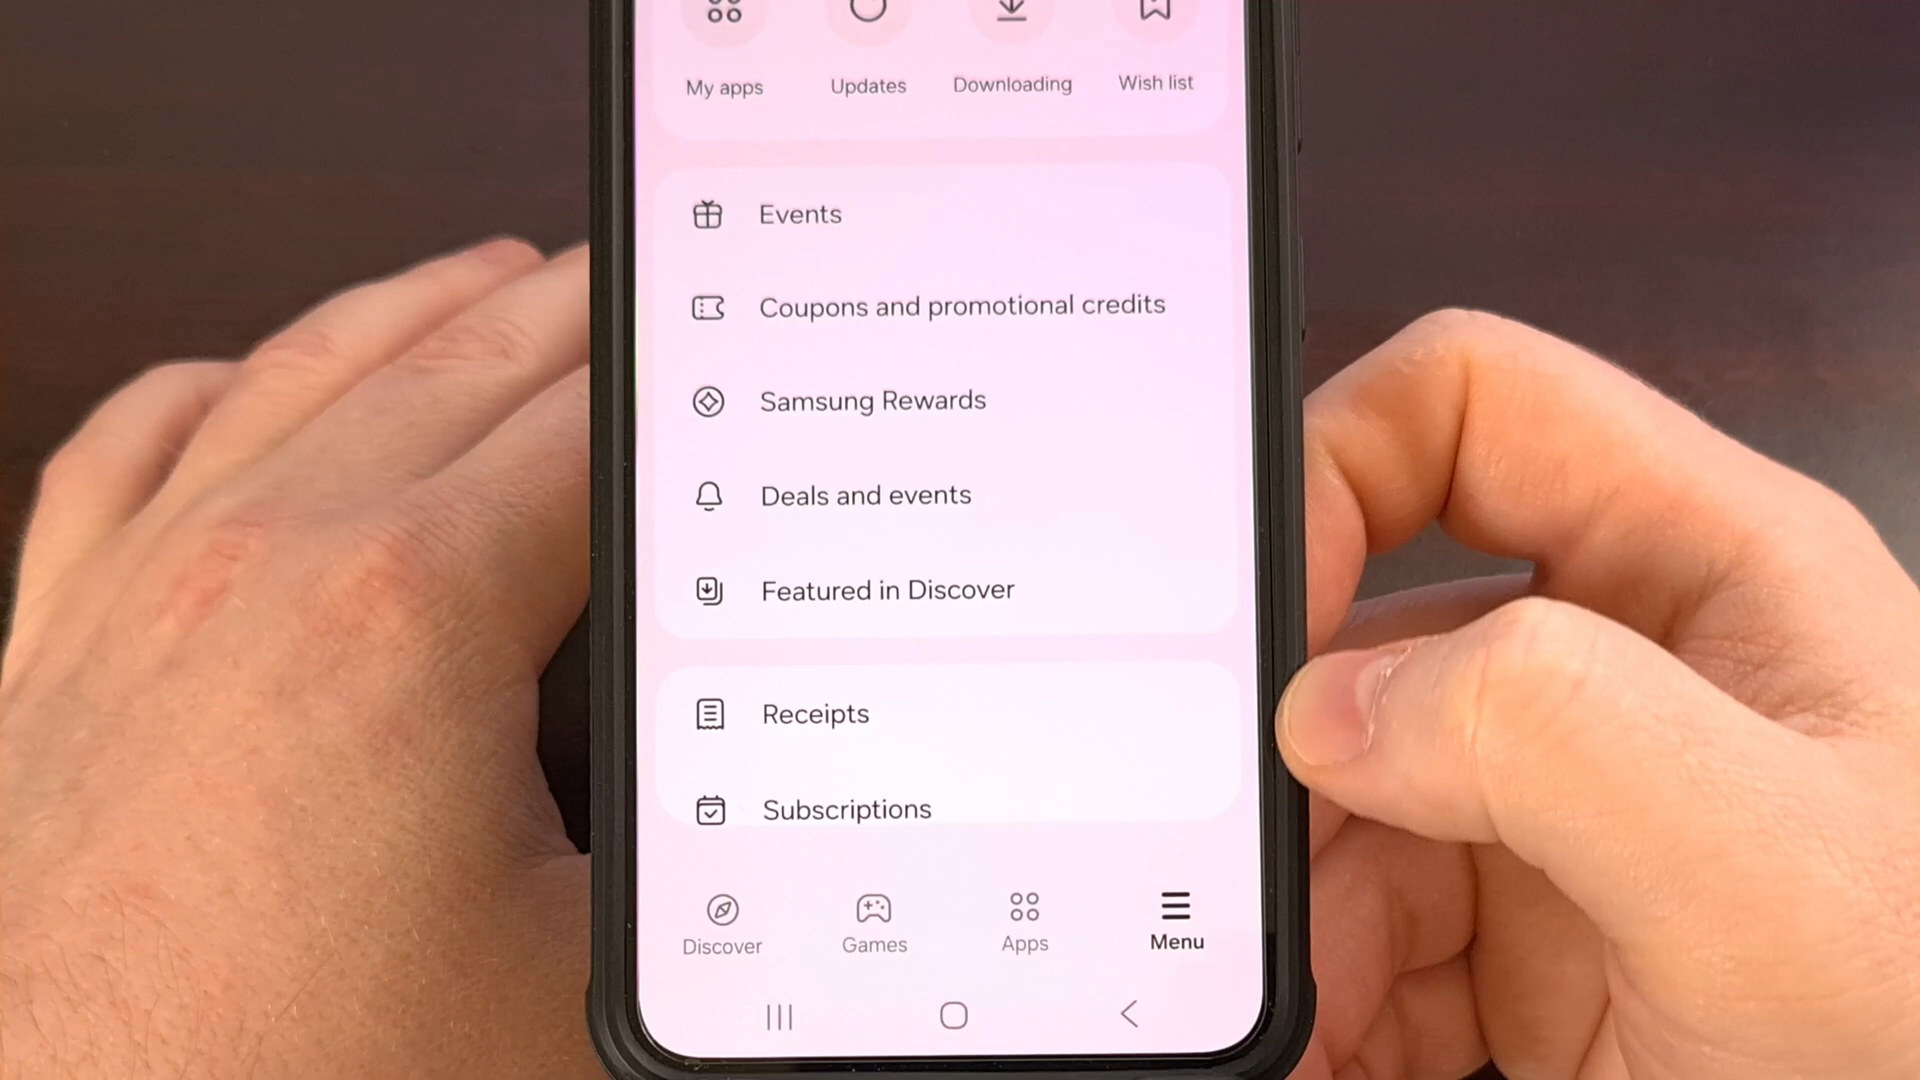 My apps Updates Downloading Wish list
Events
Coupons and promotional credits
Samsung Rewards
Deals and events
Featured in Discover
Receipts
Subscriptions
Discover Games Apps Menu